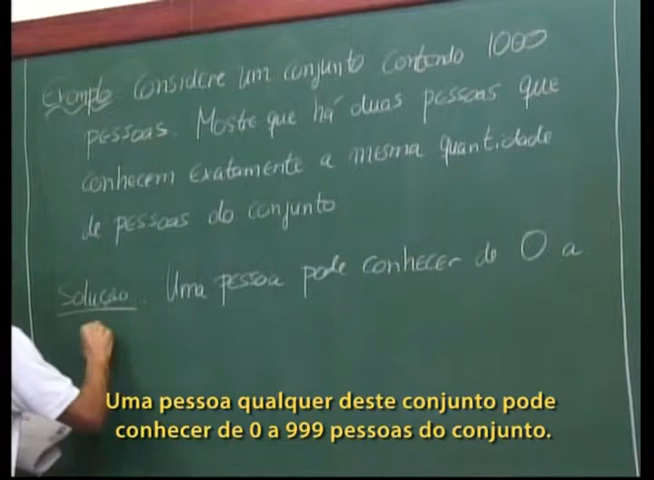 Exemplo Considere um conjunto contendo 1000
pessoas. Mostre que há duas pessoas que
conhecem exatamente a mesma quantidade
de pessoas do conjunto.
Solução. Uma pessoa pode conhecer de 0 a
Uma pessoa qualquer deste conjunto pode
conhecer de 0 a 999 pessoas do conjunto.